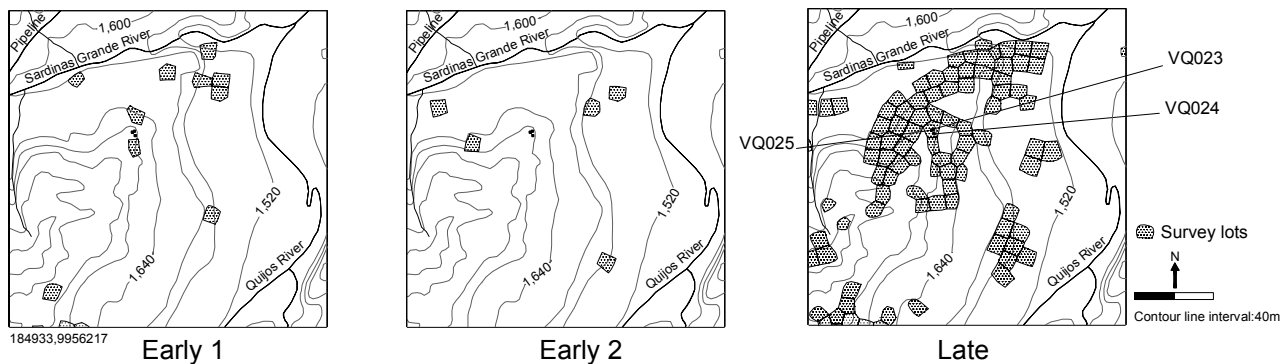 1,600
Pipeline
Sardinas Grande River
1,520
1,640
Quijos River
184933,9956217
Early 1
1,600
Pipeline
Sardinas Grande River
1,520
1,640
Quijos River
Early 2
1,600
Pipeline
Sardinas Grande River
1,520
1,640
Quijos River
Late
VQ023
VQ024
VQ025
Survey lots
N
Contour line interval:40m